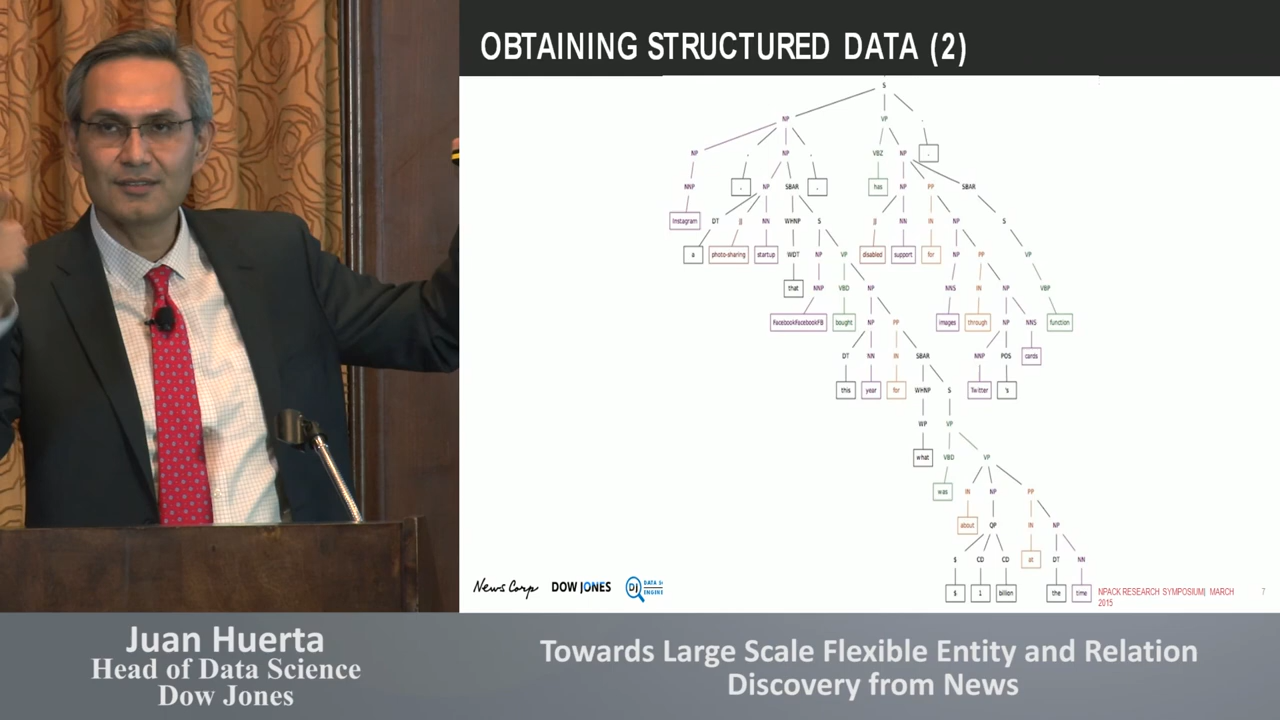 OBTAINING STRUCTURED DATA (2)
S
NP VP .
NP , NP , VBZ NP .
NNP , NP SBAR , has NP PP SBAR
Instagram DT JJ NN WHNP S JJ NN IN NP S
a photo-sharing startup WDT NP VP disabled support for NP PP VP
that NNP VBD NP NNS IN NP VBP
FacebookFacebookFB bought NP PP images through NP NNS function
DT NN IN SBAR NNP POS cards
this year for WHNP S Twitter 's
WP VP
what VBD VP
was IN NP PP
about QP IN NP
$ CD CD at DT NN
$ 1 billion the time
News Corp DOW JONES DJ DATA &
ENGINE
NPACK RESEARCH SYMPOSIUM| MARCH
2015
7
Juan Huerta
Head of Data Science
Dow Jones
Towards Large Scale Flexible Entity and Relation
Discovery from News